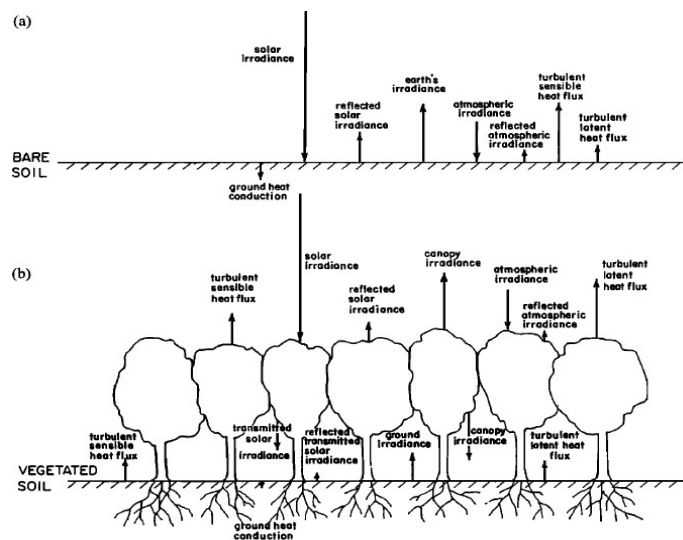 (a)
solar
irradiance
reflected
solar
irradiance
earth's
irradiance
atmospheric
irradiance
reflected
atmospheric
irradiance
turbulent
sensible
heat flux
turbulent
latent
heat flux
BARE
SOIL
ground heat
conduction
(b)
turbulent
sensible
heat flux
solar
irradiance
reflected
solar
irradiance
canopy
irradiance
atmospheric
irradiance
reflected
atmospheric
irradiance
turbulent
latent
heat flux
turbulent
sensible
heat flux
transmitted
solar
irradiance
reflected
transmitted
solar
irradiance
ground
irradiance
canopy
irradiance
turbulent
latent heat
flux
VEGETATED
SOIL
ground heat
conduction